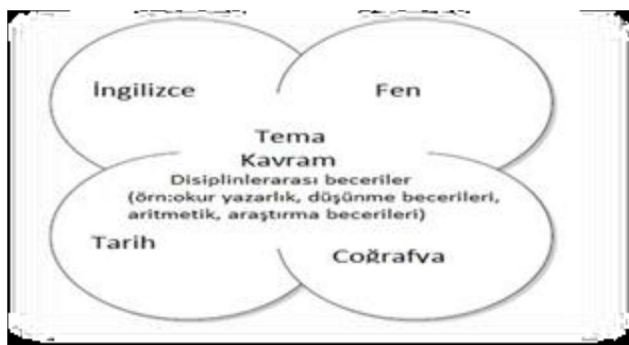 İngilizce Fen
Tema
Kavram
Disiplinlerarası beceriler
(örn:okur yazarlık, düşünme becerileri,
aritmetik, araştırma becerileri)
Tarih
Coğrafya